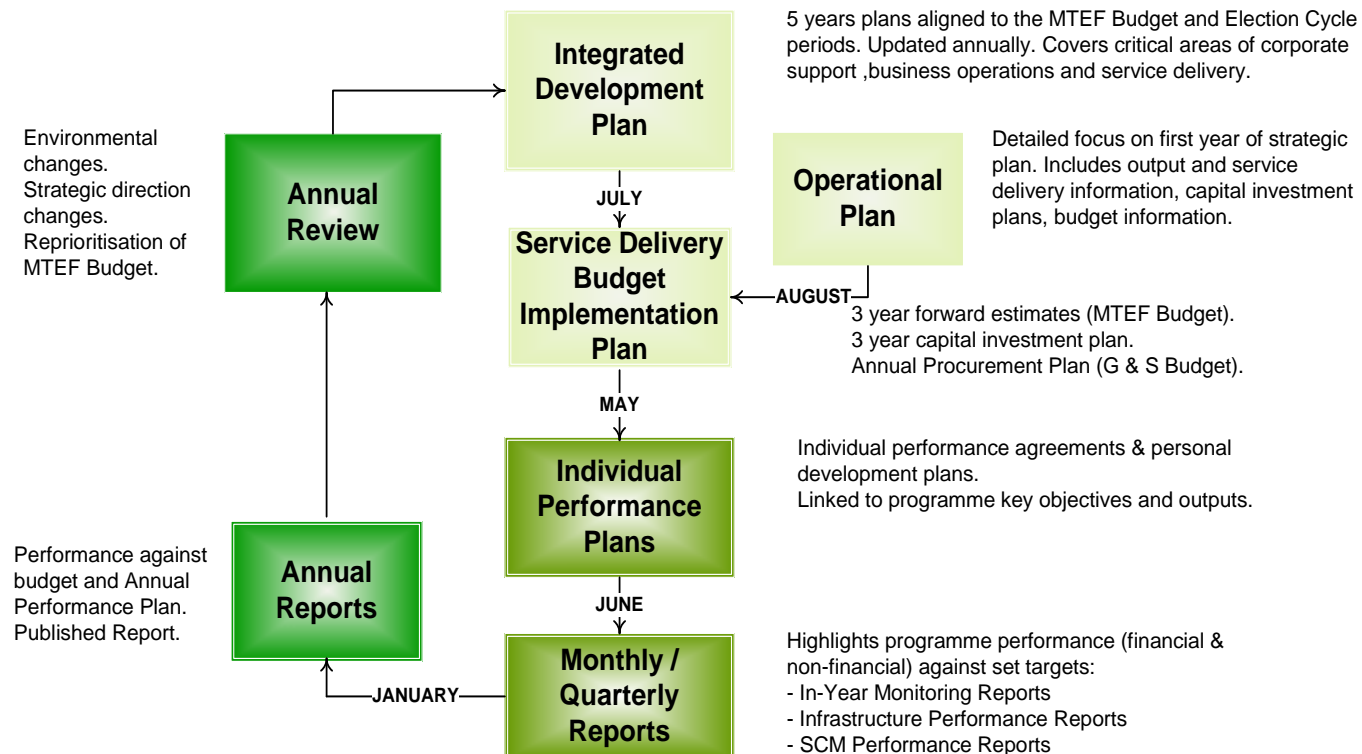 Integrated
Development
Plan
5 years plans aligned to the MTEF Budget and Election Cycle
periods. Updated annually. Covers critical areas of corporate
support ,business operations and service delivery.
Environmental
changes.
Strategic direction
changes.
Reprioritisation of
MTEF Budget.
Annual
Review
JULY
Operational
Plan
Detailed focus on first year of strategic
plan. Includes output and service
delivery information, capital investment
plans, budget information.
Service Delivery
Budget
Implementation
Plan
AUGUST
3 year forward estimates (MTEF Budget).
3 year capital investment plan.
Annual Procurement Plan (G & S Budget).
MAY
Individual
Performance
Plans
Individual performance agreements & personal
development plans.
Linked to programme key objectives and outputs.
Performance against
budget and Annual
Performance Plan.
Published Report.
Annual
Reports
JUNE
Monthly /
Quarterly
Reports
JANUARY
Highlights programme performance (financial &
non-financial) against set targets:
- In-Year Monitoring Reports
- Infrastructure Performance Reports
- SCM Performance Reports